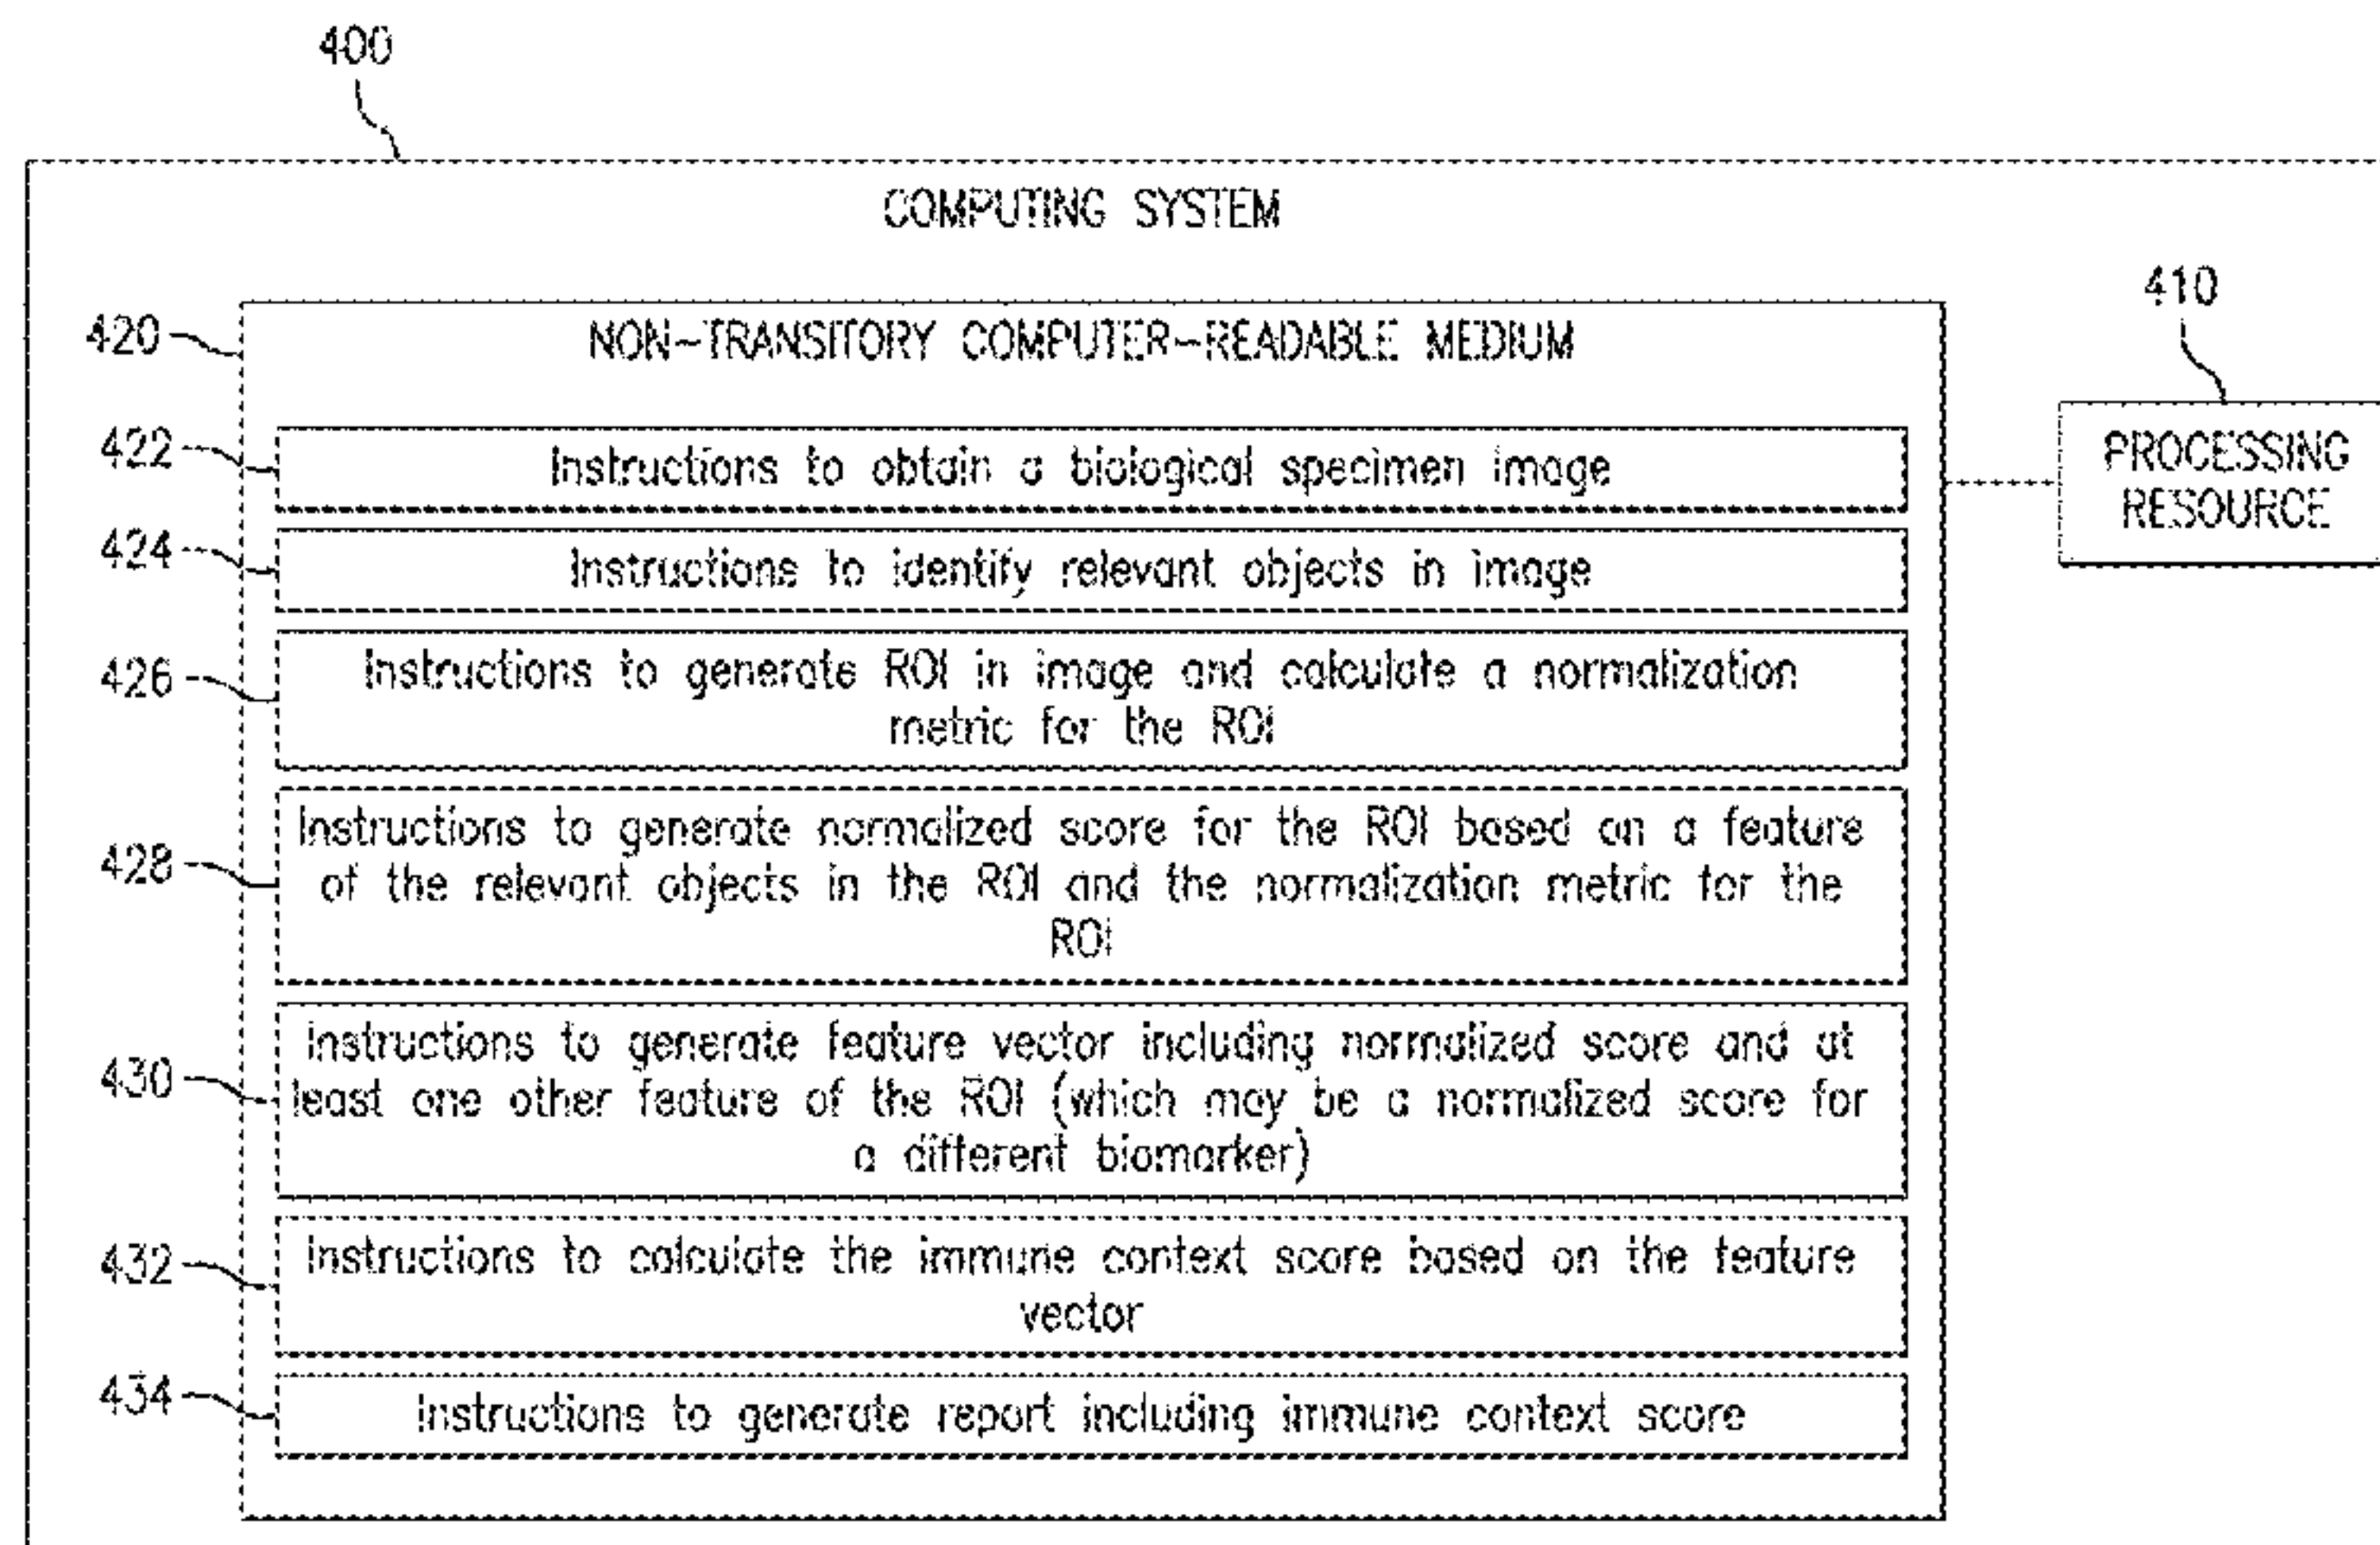 400
COMPUTING SYSTEM
410
420
NON-TRANSITORY COMPUTER-READABLE MEDIUM
PROCESSING
RESOURCE
422
Instructions to obtain a biological specimen image
424
Instructions to identify relevant objects in image
426
Instructions to generate ROI in image and calculate a normalization
metric for the ROI
428
Instructions to generate normalized score for the ROI based on a feature
of the relevant objects in the ROI and the normalization metric for the
ROI
430
Instructions to generate feature vector including normalized score and at
least one other feature of the ROI (which may be a normalized score for
a different biomarker)
432
Instructions to calculate the immune context score based on the feature
vector
434
Instructions to generate report including immune context score